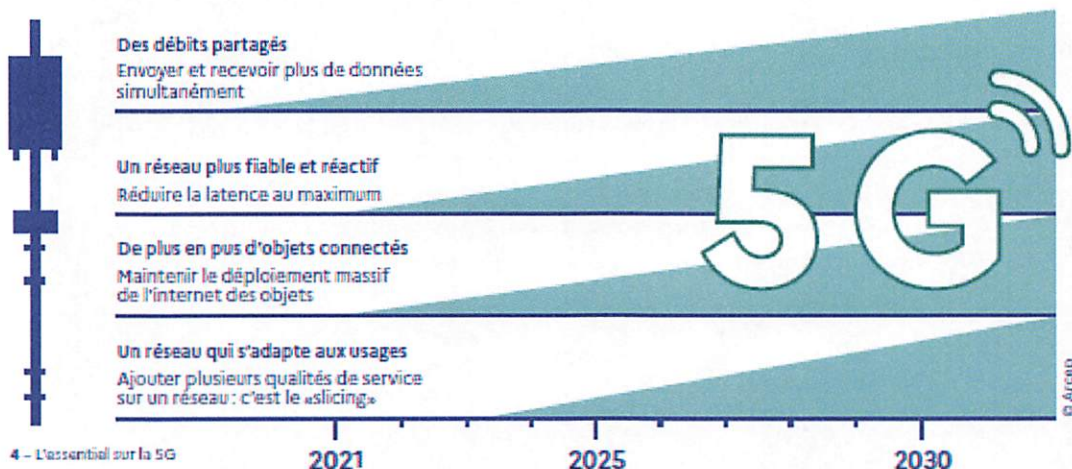 Des débits partagés
Envoyer et recevoir plus de données
simultanément
Un réseau plus fiable et réactif
Réduire la latence au maximum
De plus en pus d'objets connectés
Maintenir le déploiement massif
de l'internet des objets
Un réseau qui s'adapte aux usages
Ajouter plusieurs qualités de service
sur un réseau : c'est le «slicing»
5G
© Arcep
2021
2025
2030
4 – L'essentiel sur la 5G